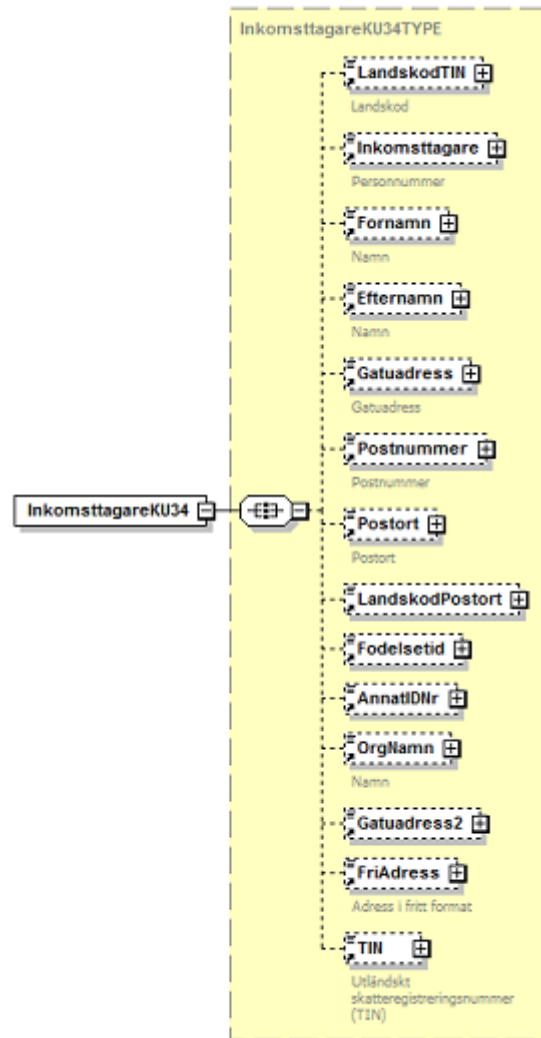 InkomsttagareKU34TYPE
LandskodTIN
Landskod
Inkomsttagare
Personnummer
Fornamn
Namn
Efternamn
Namn
Gatuadress
Gatuadress
Postnummer
Postnummer
InkomsttagareKU34
Postort
Postort
LandskodPostort
Fodelsetid
AnnatIDNr
OrgNamn
Namn
Gatuadress2
FriAdress
Adress i fritt format
TIN
Utländskt
skatteregistreringsnummer
(TIN)